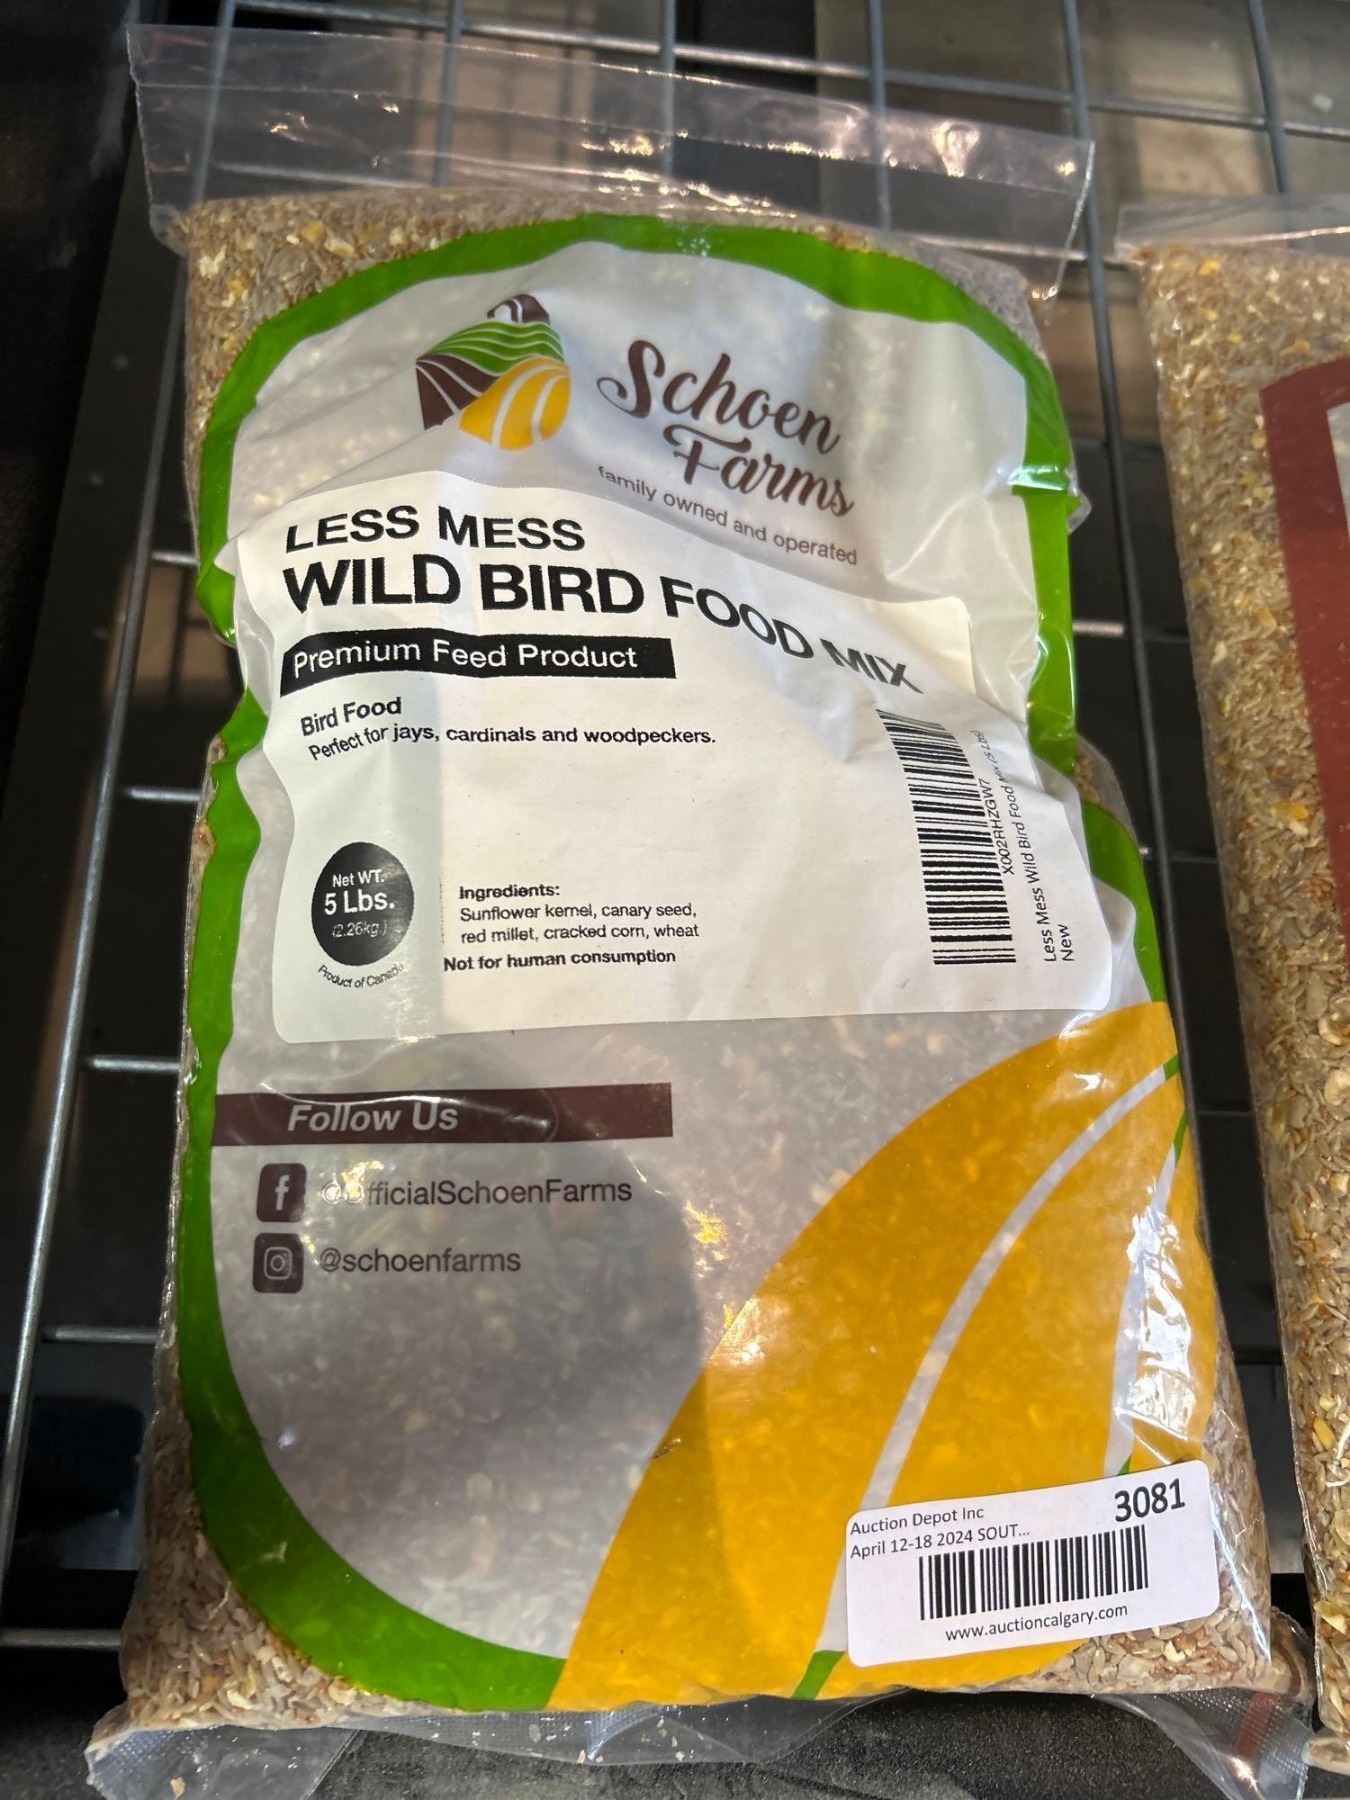 Schoen
Farms
family owned and operated
LESS MESS
WILD BIRD FOOD MIX
Premium Feed Product
Bird Food
Perfect for jays, cardinals and woodpeckers.
Net WT.
5 Lbs.
(2.26kg.)
Product of Canada
Ingredients:
Sunflower kernel, canary seed,
red millet, cracked corn, wheat
Not for human consumption
X002RHZGW7
Less Mess Wild Bird Food Mix (5 Lbs)
New
Follow Us
@OfficialSchoenFarms
@schoenfarms
Auction Depot Inc
3081
April 12-18 2024 SOUT...
www.auctioncalgary.com